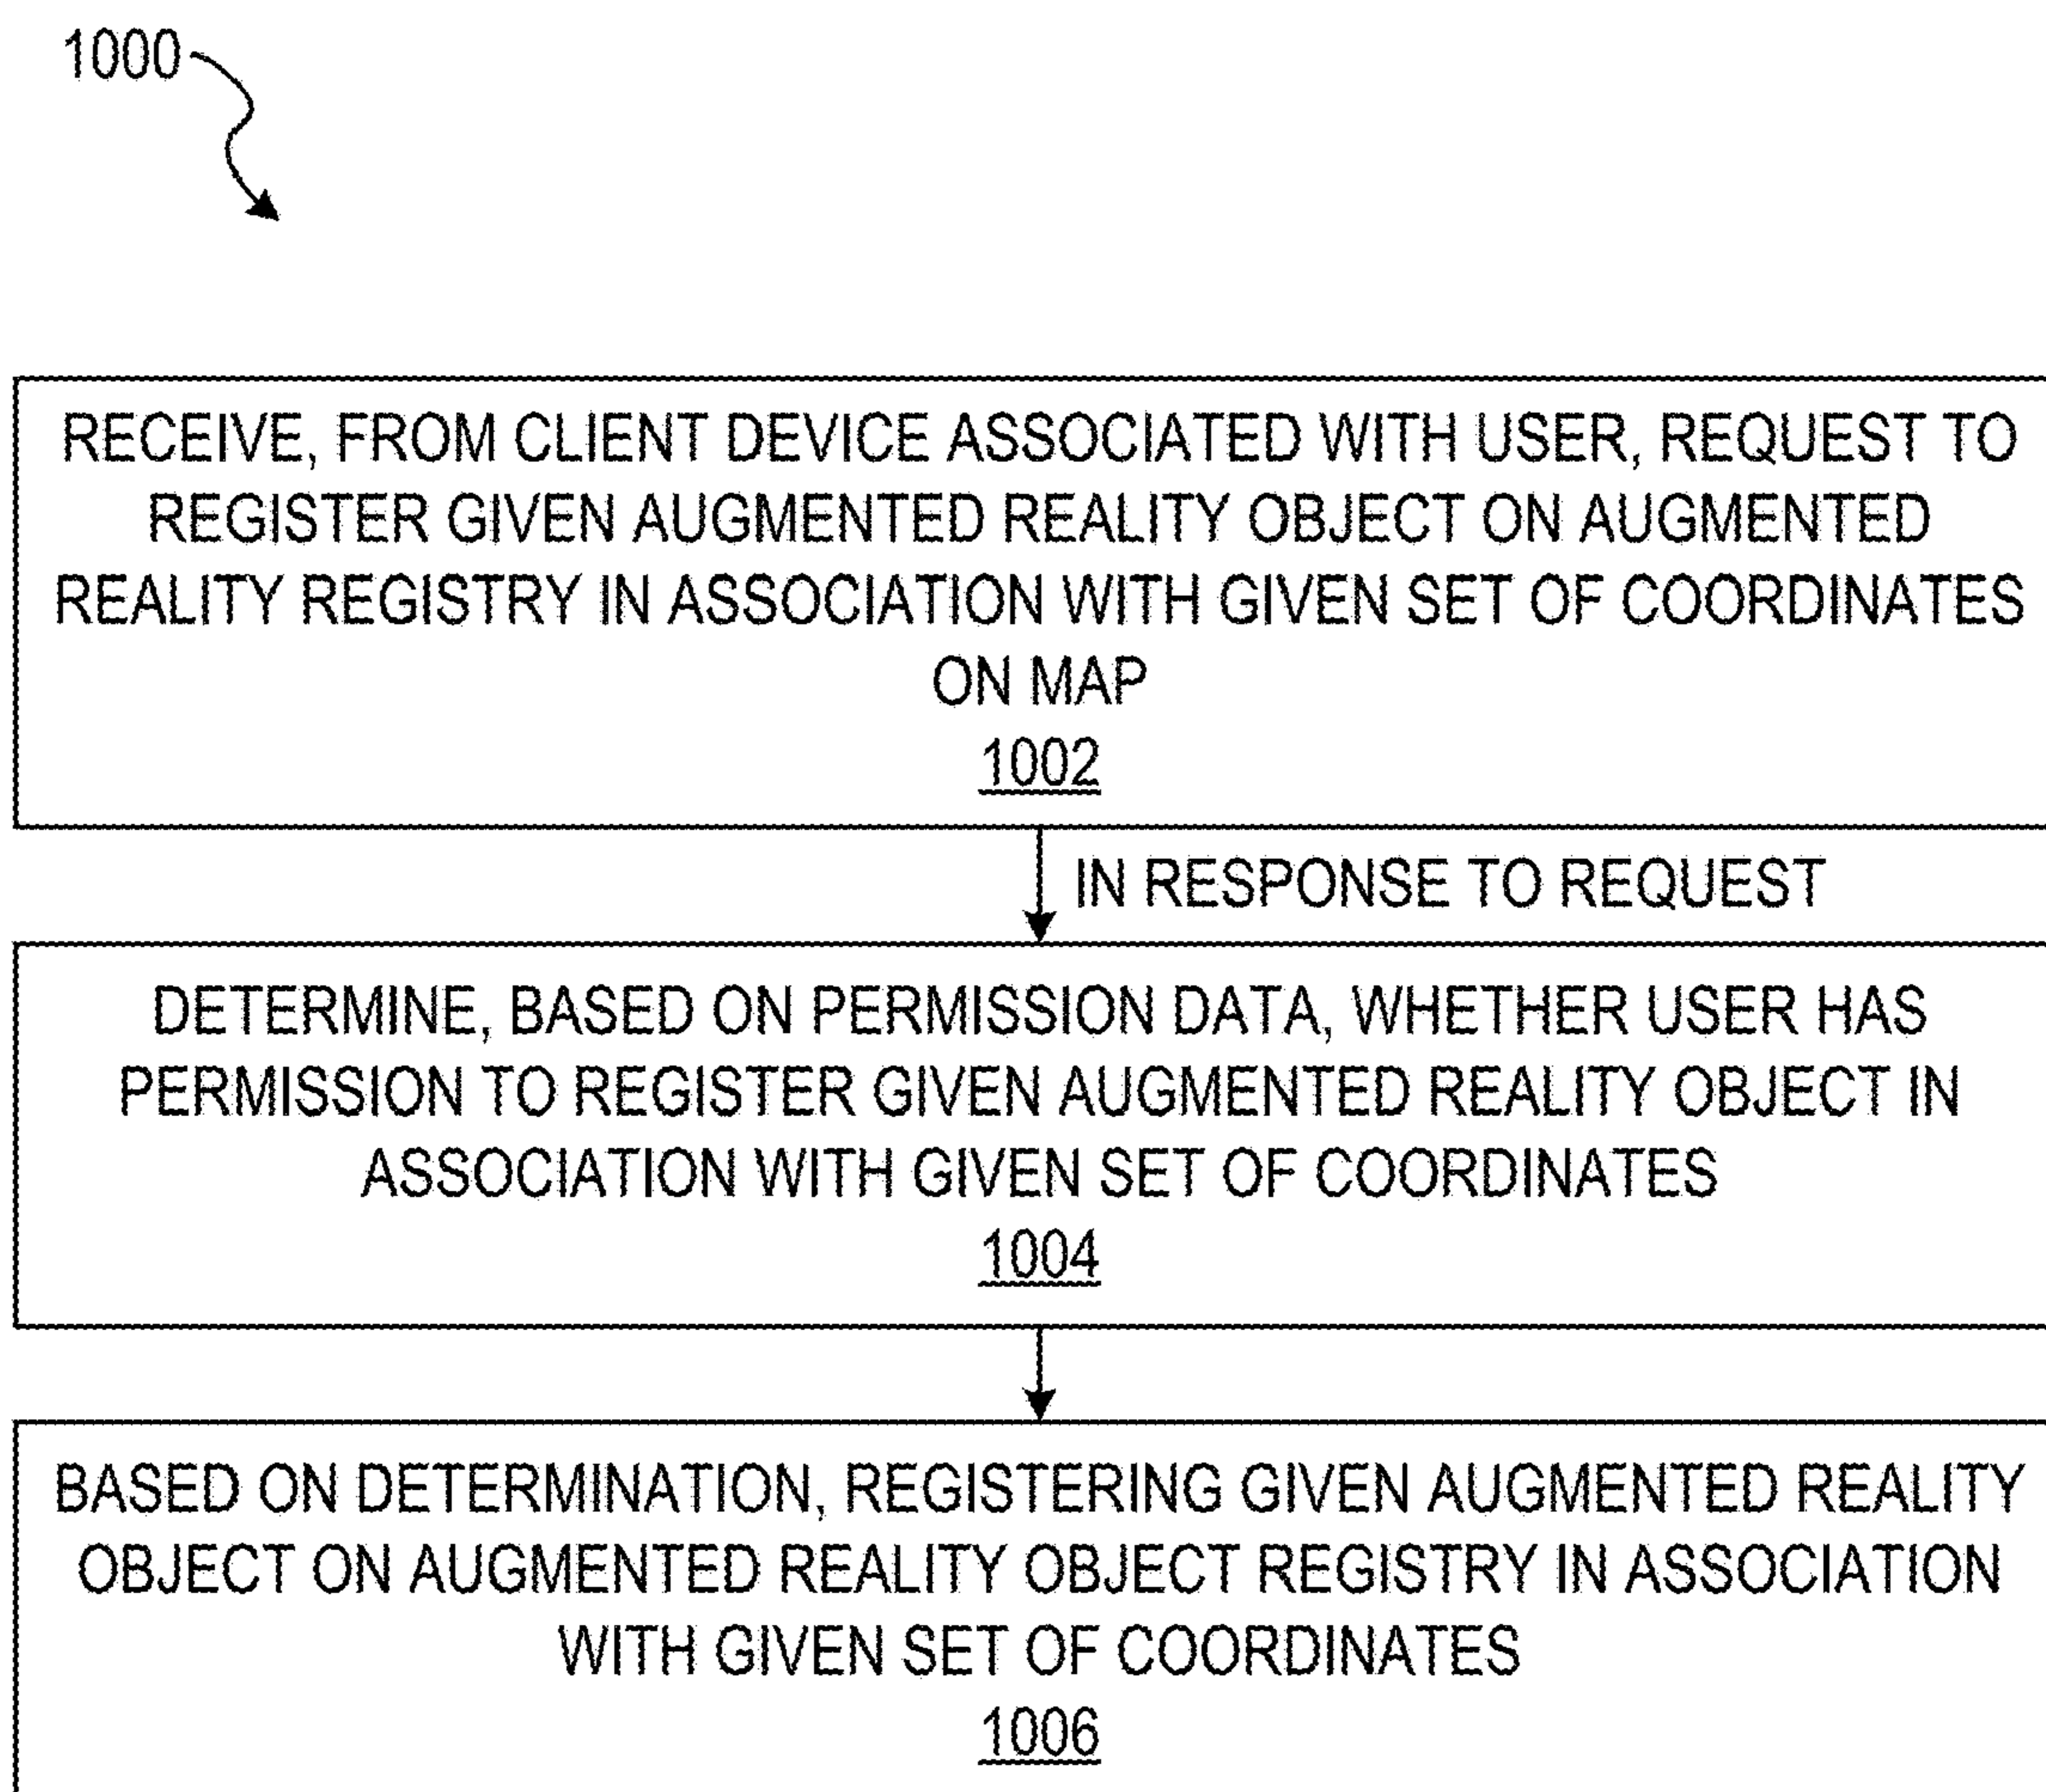 1000
RECEIVE, FROM CLIENT DEVICE ASSOCIATED WITH USER, REQUEST TO
REGISTER GIVEN AUGMENTED REALITY OBJECT ON AUGMENTED
REALITY REGISTRY IN ASSOCIATION WITH GIVEN SET OF COORDINATES
ON MAP
1002
IN RESPONSE TO REQUEST
DETERMINE, BASED ON PERMISSION DATA, WHETHER USER HAS
PERMISSION TO REGISTER GIVEN AUGMENTED REALITY OBJECT IN
ASSOCIATION WITH GIVEN SET OF COORDINATES
1004
BASED ON DETERMINATION, REGISTERING GIVEN AUGMENTED REALITY
OBJECT ON AUGMENTED REALITY OBJECT REGISTRY IN ASSOCIATION
WITH GIVEN SET OF COORDINATES
1006